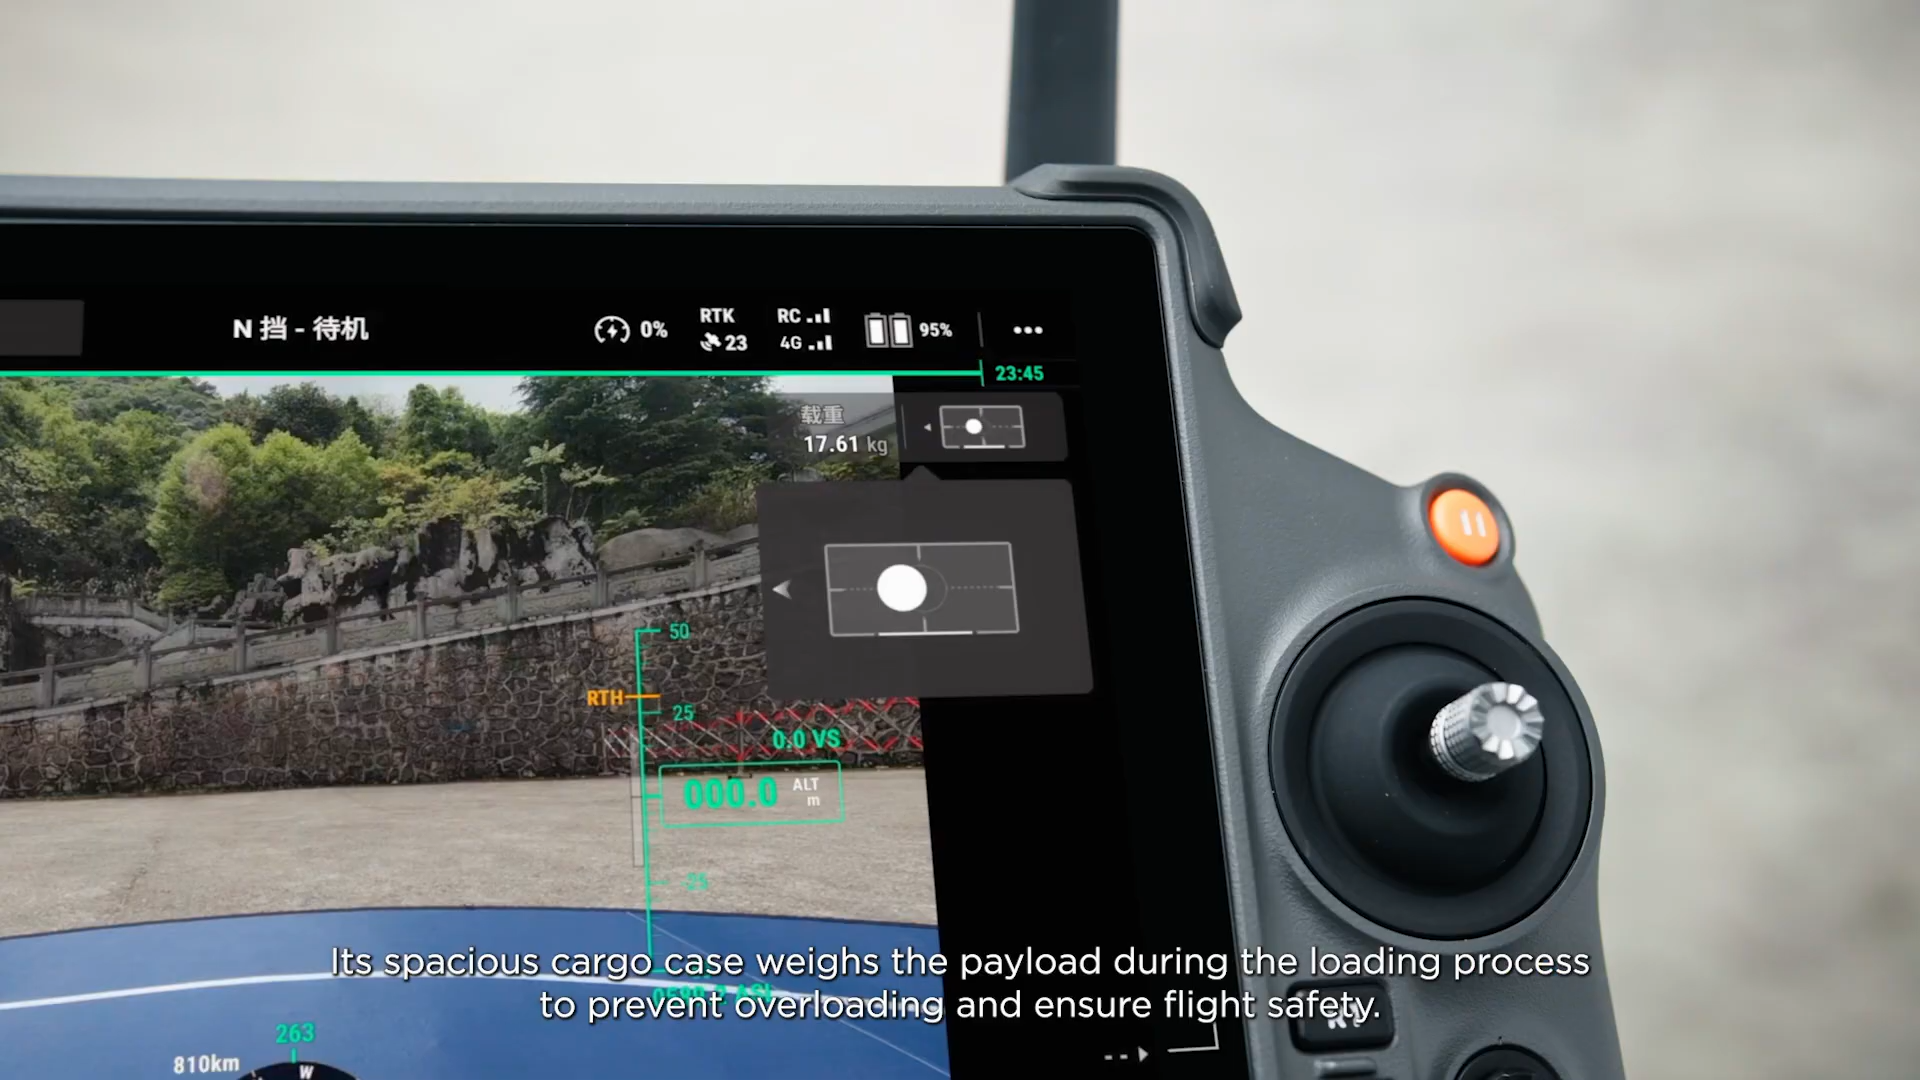 N 挡 - 待机
0%
RTK
23
RC
4G
95%
23:45
载重
17.61 kg
50
RTH
25
0.0 VS
000.0 ALT m
-25
Its spacious cargo case weighs the payload during the loading process
to prevent overloading and ensure flight safety.
263
810km
W